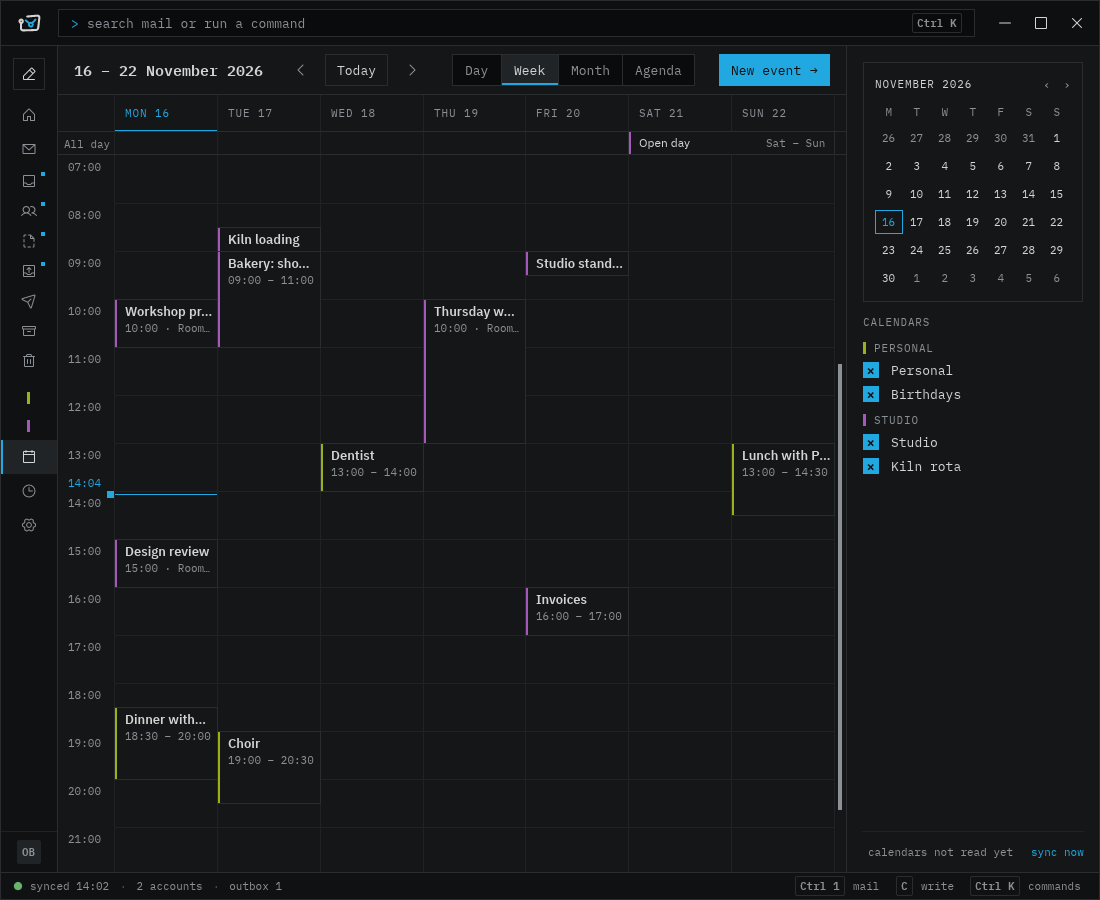 > search mail or run a command Ctrl K
16 – 22 November 2026 Today Day Week Month Agenda New event →
MON 16 TUE 17 WED 18 THU 19 FRI 20 SAT 21 SUN 22
All day Open day Sat – Sun
07:00
08:00
09:00
10:00
11:00
12:00
13:00
14:04
14:00
15:00
16:00
17:00
18:00
19:00
20:00
21:00
Workshop pr…
10:00 · Room…
Design review
15:00 · Room…
Dinner with…
18:30 – 20:00
Kiln loading
Bakery: sho…
09:00 – 11:00
Choir
19:00 – 20:30
Dentist
13:00 – 14:00
Thursday w…
10:00 · Room…
Studio stand…
Invoices
16:00 – 17:00
Lunch with P…
13:00 – 14:30
NOVEMBER 2026 ‹ ›
M T W T F S S
26 27 28 29 30 31 1
2 3 4 5 6 7 8
9 10 11 12 13 14 15
16 17 18 19 20 21 22
23 24 25 26 27 28 29
30 1 2 3 4 5 6
CALENDARS
PERSONAL
Personal
Birthdays
STUDIO
Studio
Kiln rota
calendars not read yet sync now
OB
synced 14:02 · 2 accounts · outbox 1 Ctrl 1 mail C write Ctrl K commands